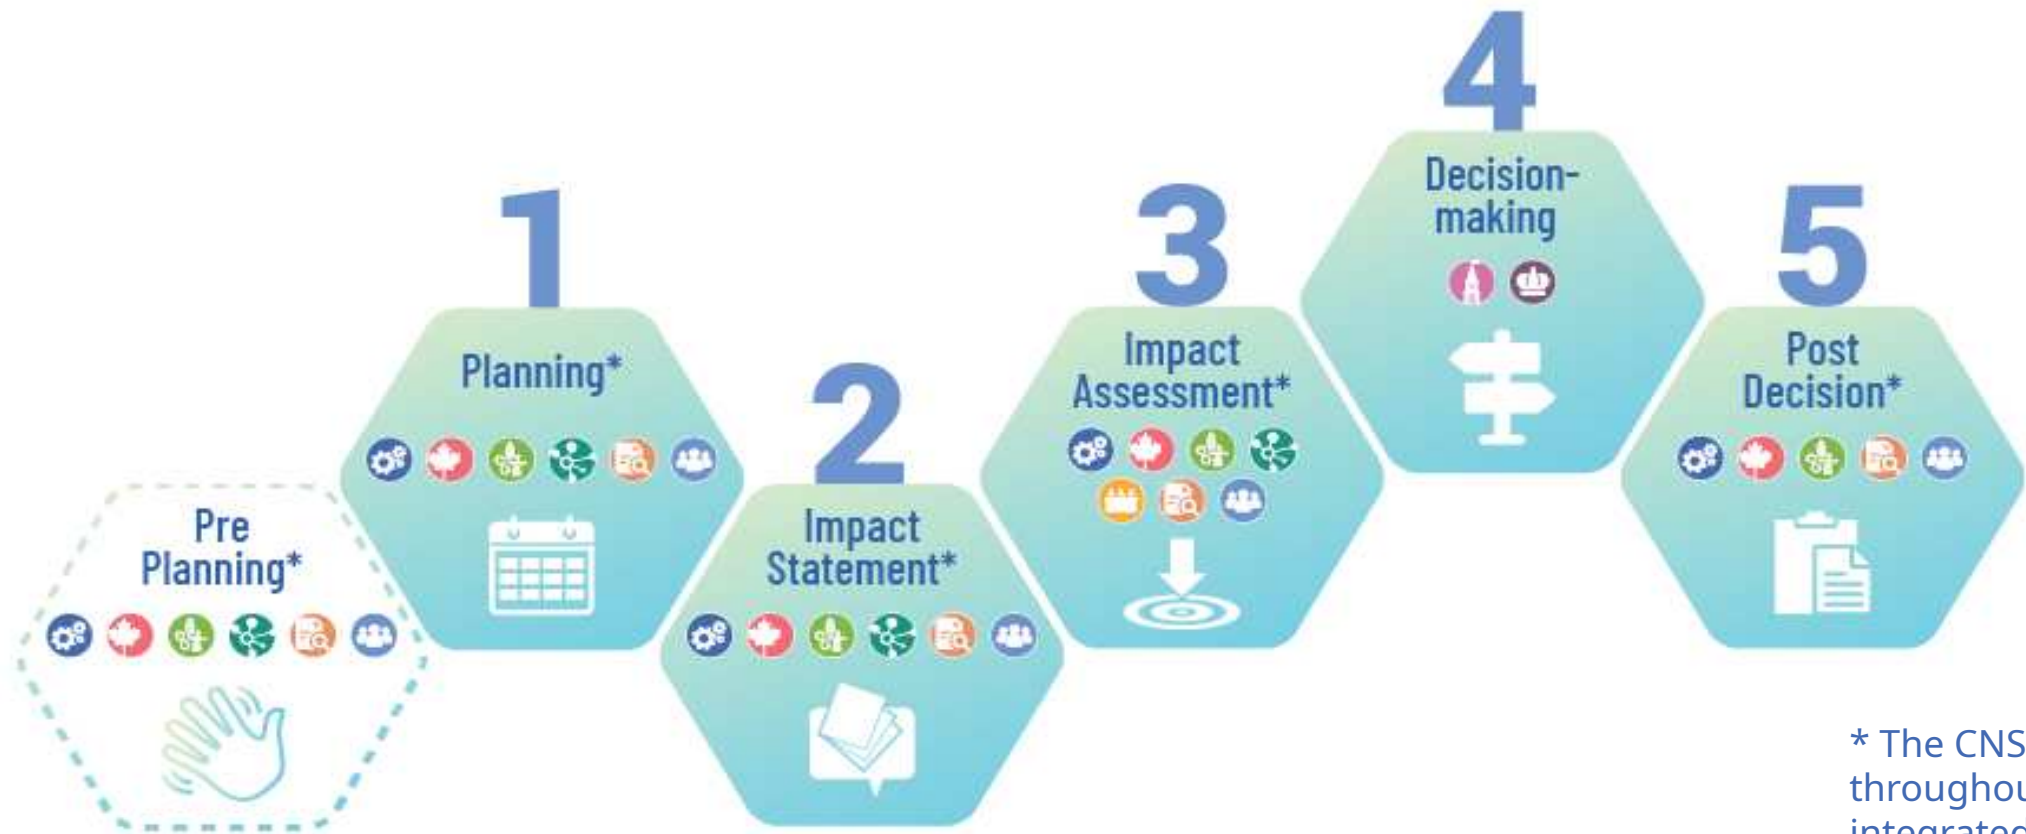 Pre
Planning*
1
Planning*
2
Impact
Statement*
3
Impact
Assessment*
4
Decision-
making
5
Post
Decision*
* The CNS
throughou
integrated